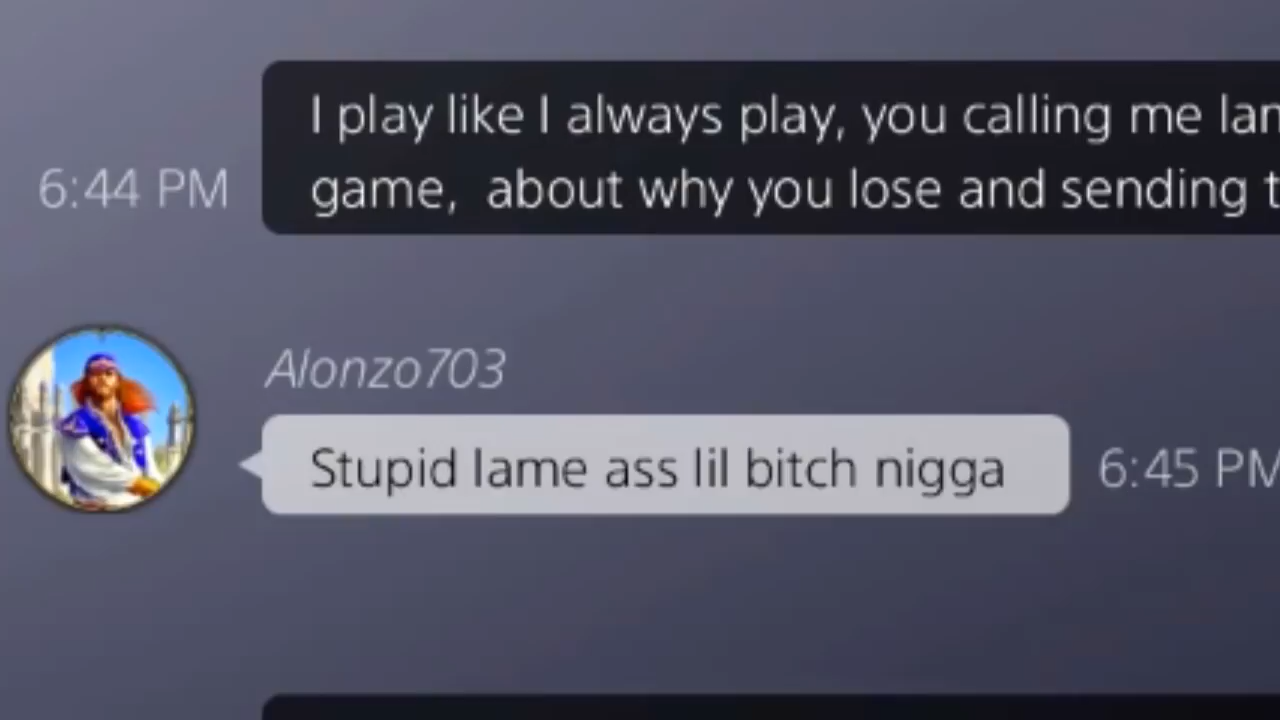 I play like I always play, you calling me
6:44 PM
game, about why you lose and sending
Alonzo703
Stupid lame ass lil bitch nigga
6:45 PM